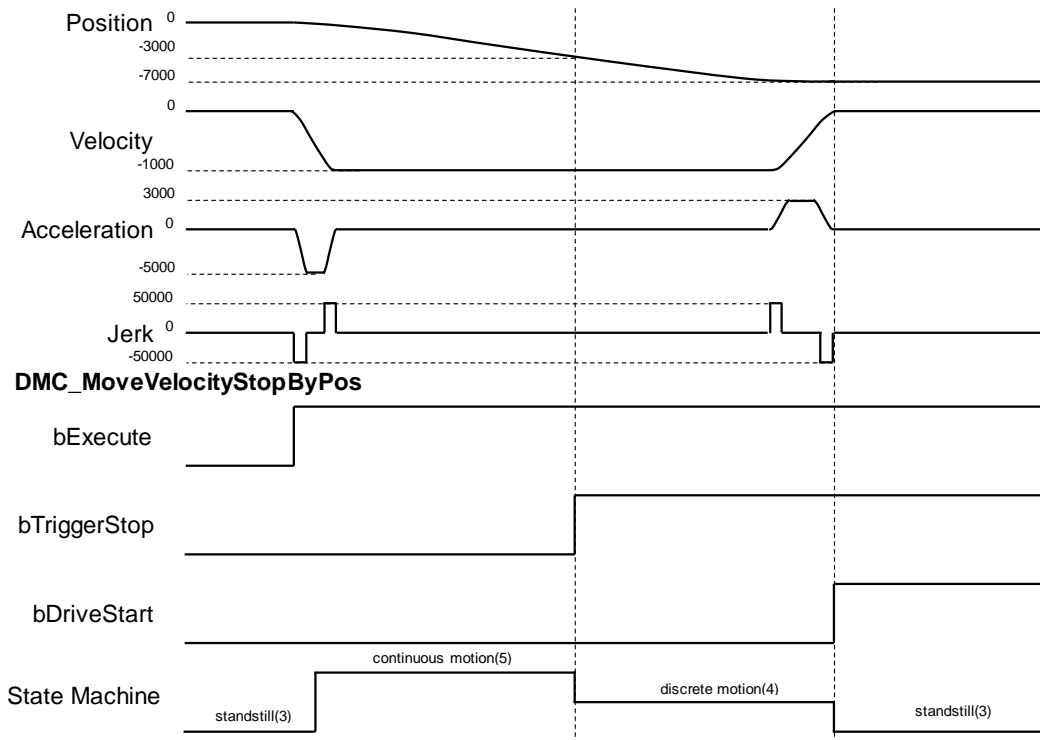 Position
0
-3000
-7000
0
Velocity
-1000
3000
Acceleration
0
-5000
50000
Jerk
0
-50000
DMC_MoveVelocityStopByPos
bExecute
bTriggerStop
bDriveStart
continuous motion(5)
State Machine
discrete motion(4)
standstill(3)
standstill(3)